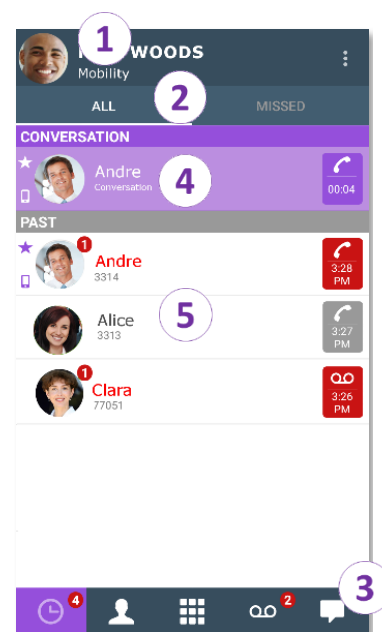 1
WOODS
Mobility
ALL
2
MISSED
CONVERSATION
Andre
Conversation
4
00:04
PAST
1
Andre
3314
3:28
PM
Alice
3313
5
3:27
PM
1
Clara
77051
3:26
PM
3
4
2